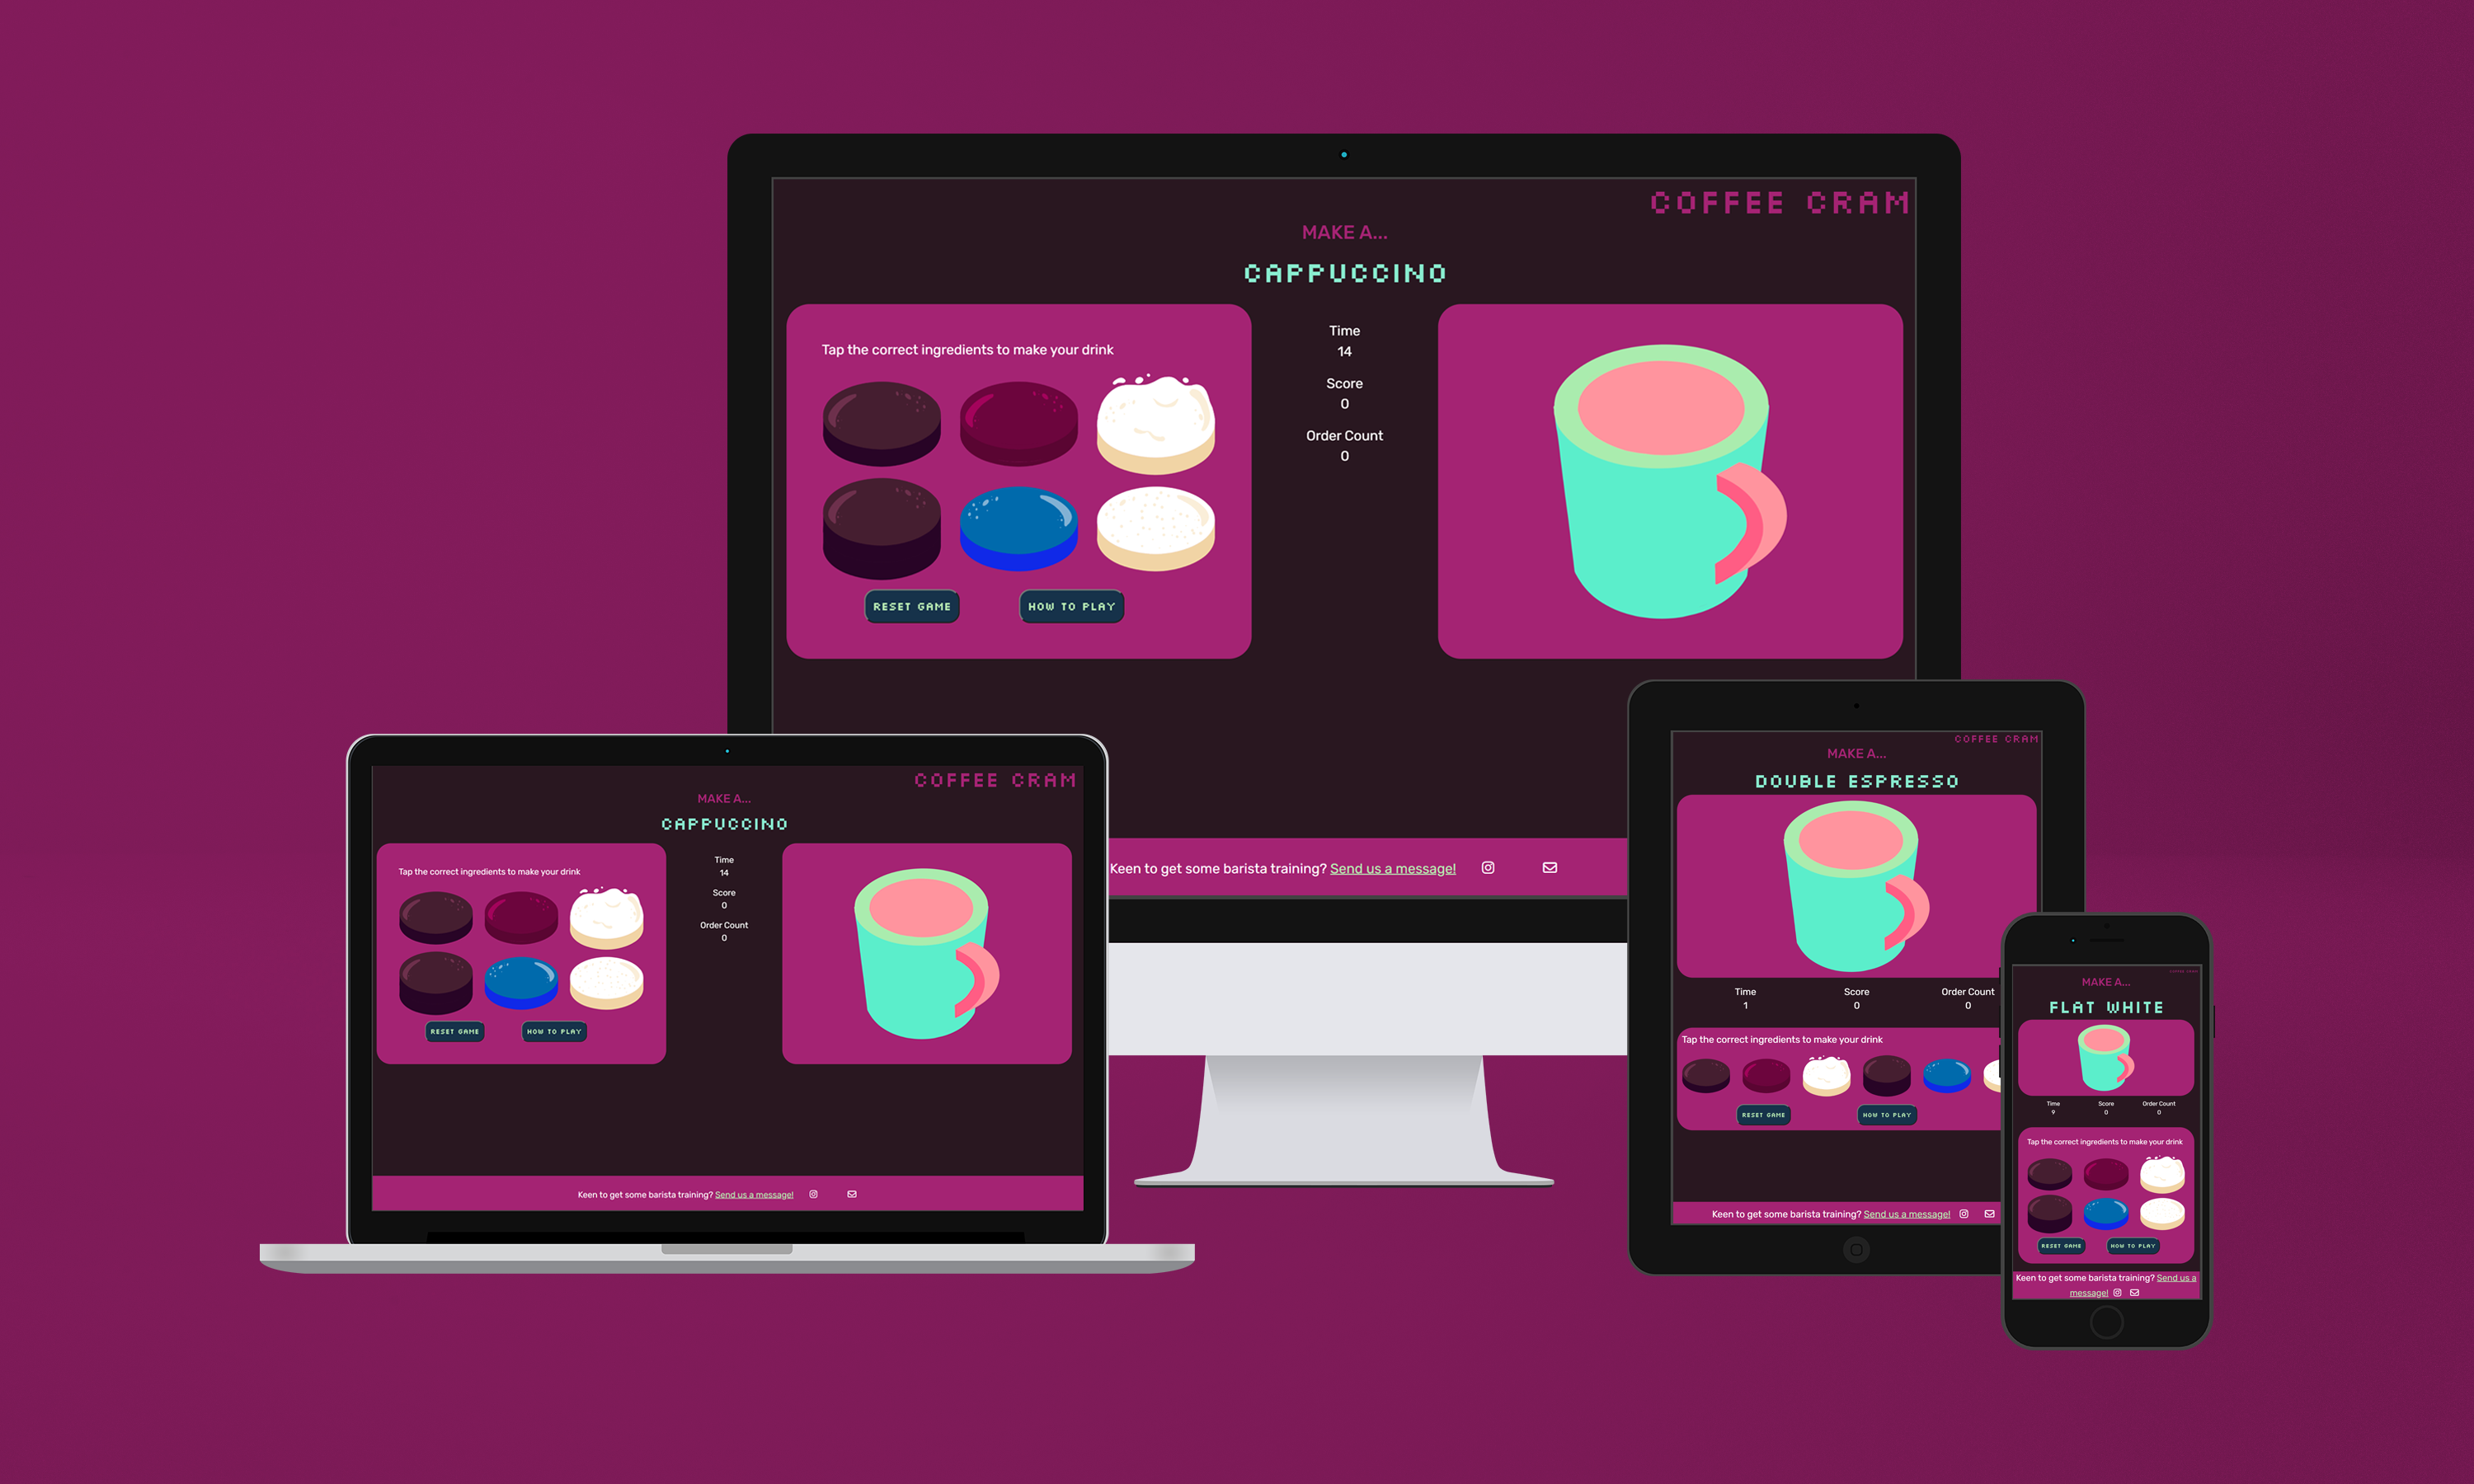 COFFEE CRAM
MAKE A...
CAPPUCCINO
Tap the correct ingredients to make your drink
Time
14
Score
0
Order Count
0
RESET GAME
HOW TO PLAY
Keen to get some barista training? Send us a message!
COFFEE CRAM
MAKE A...
CAPPUCCINO
Tap the correct ingredients to make your drink
Time
14
Score
0
Order Count
0
RESET GAME
HOW TO PLAY
Keen to get some barista training? Send us a message!
COFFEE CRAM
MAKE A...
DOUBLE ESPRESSO
Time Score Order Count
1 0 0
Tap the correct ingredients to make your drink
RESET GAME HOW TO PLAY
Keen to get some barista training? Send us a message!
COFFEE CRAM
MAKE A...
FLAT WHITE
Time Score Order Count
9 0 0
Tap the correct ingredients to make your drink
RESET GAME HOW TO PLAY
Keen to get some barista training? Send us a
message!